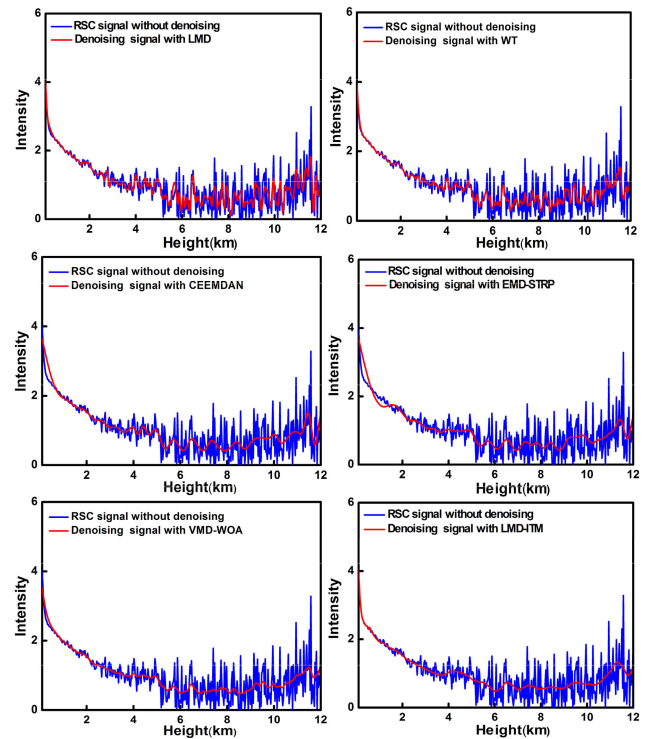 RSC signal without denoising
Denoising signal with LMD
Intensity
6
4
2
0
2 4 6 8 10 12
Height(km)
RSC signal without denoising
Denoising signal with WT
Intensity
6
4
2
0
2 4 6 8 10 12
Height(km)
RSC signal without denoising
Denoising signal with CEEMDAN
Intensity
6
4
2
0
0 2 4 6 8 10 12
Height(km)
RSC signal without denoising
Denoising signal with EMD-STRP
Intensity
6
4
2
0
2 4 6 8 10 12
Height(km)
RSC signal without denoising
Denoising signal with VMD-WOA
Intensity
6
4
2
0
0 2 4 6 8 10 12
Height(km)
RSC signal without denoising
Denoising signal with LMD-ITM
Intensity
6
4
2
0
2 4 6 8 10 12
Height(km)